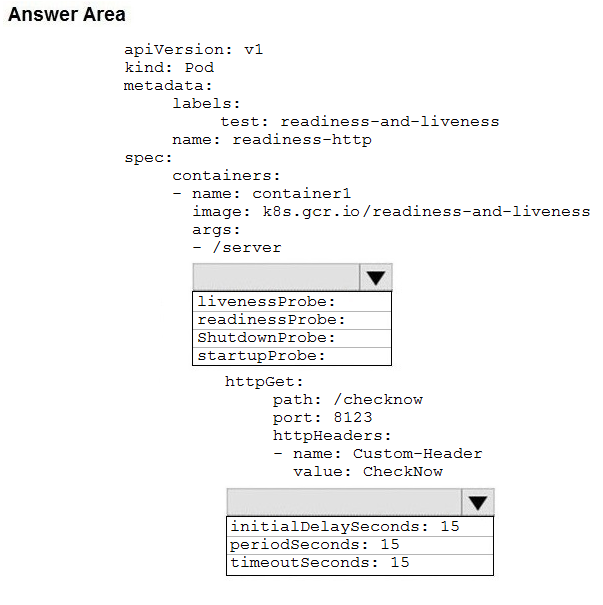 Answer Area
apiVersion: v1
kind: Pod
metadata:
labels:
test: readiness-and-liveness
name: readiness-http
spec:
containers:
- name: container1
image: k8s.gcr.io/readiness-and-liveness
args:
- /server
livenessProbe:
readinessProbe:
ShutdownProbe:
startupProbe:
httpGet:
path: /checknow
port: 8123
httpHeaders:
- name: Custom-Header
value: CheckNow
initialDelaySeconds: 15
periodSeconds: 15
timeoutSeconds: 15